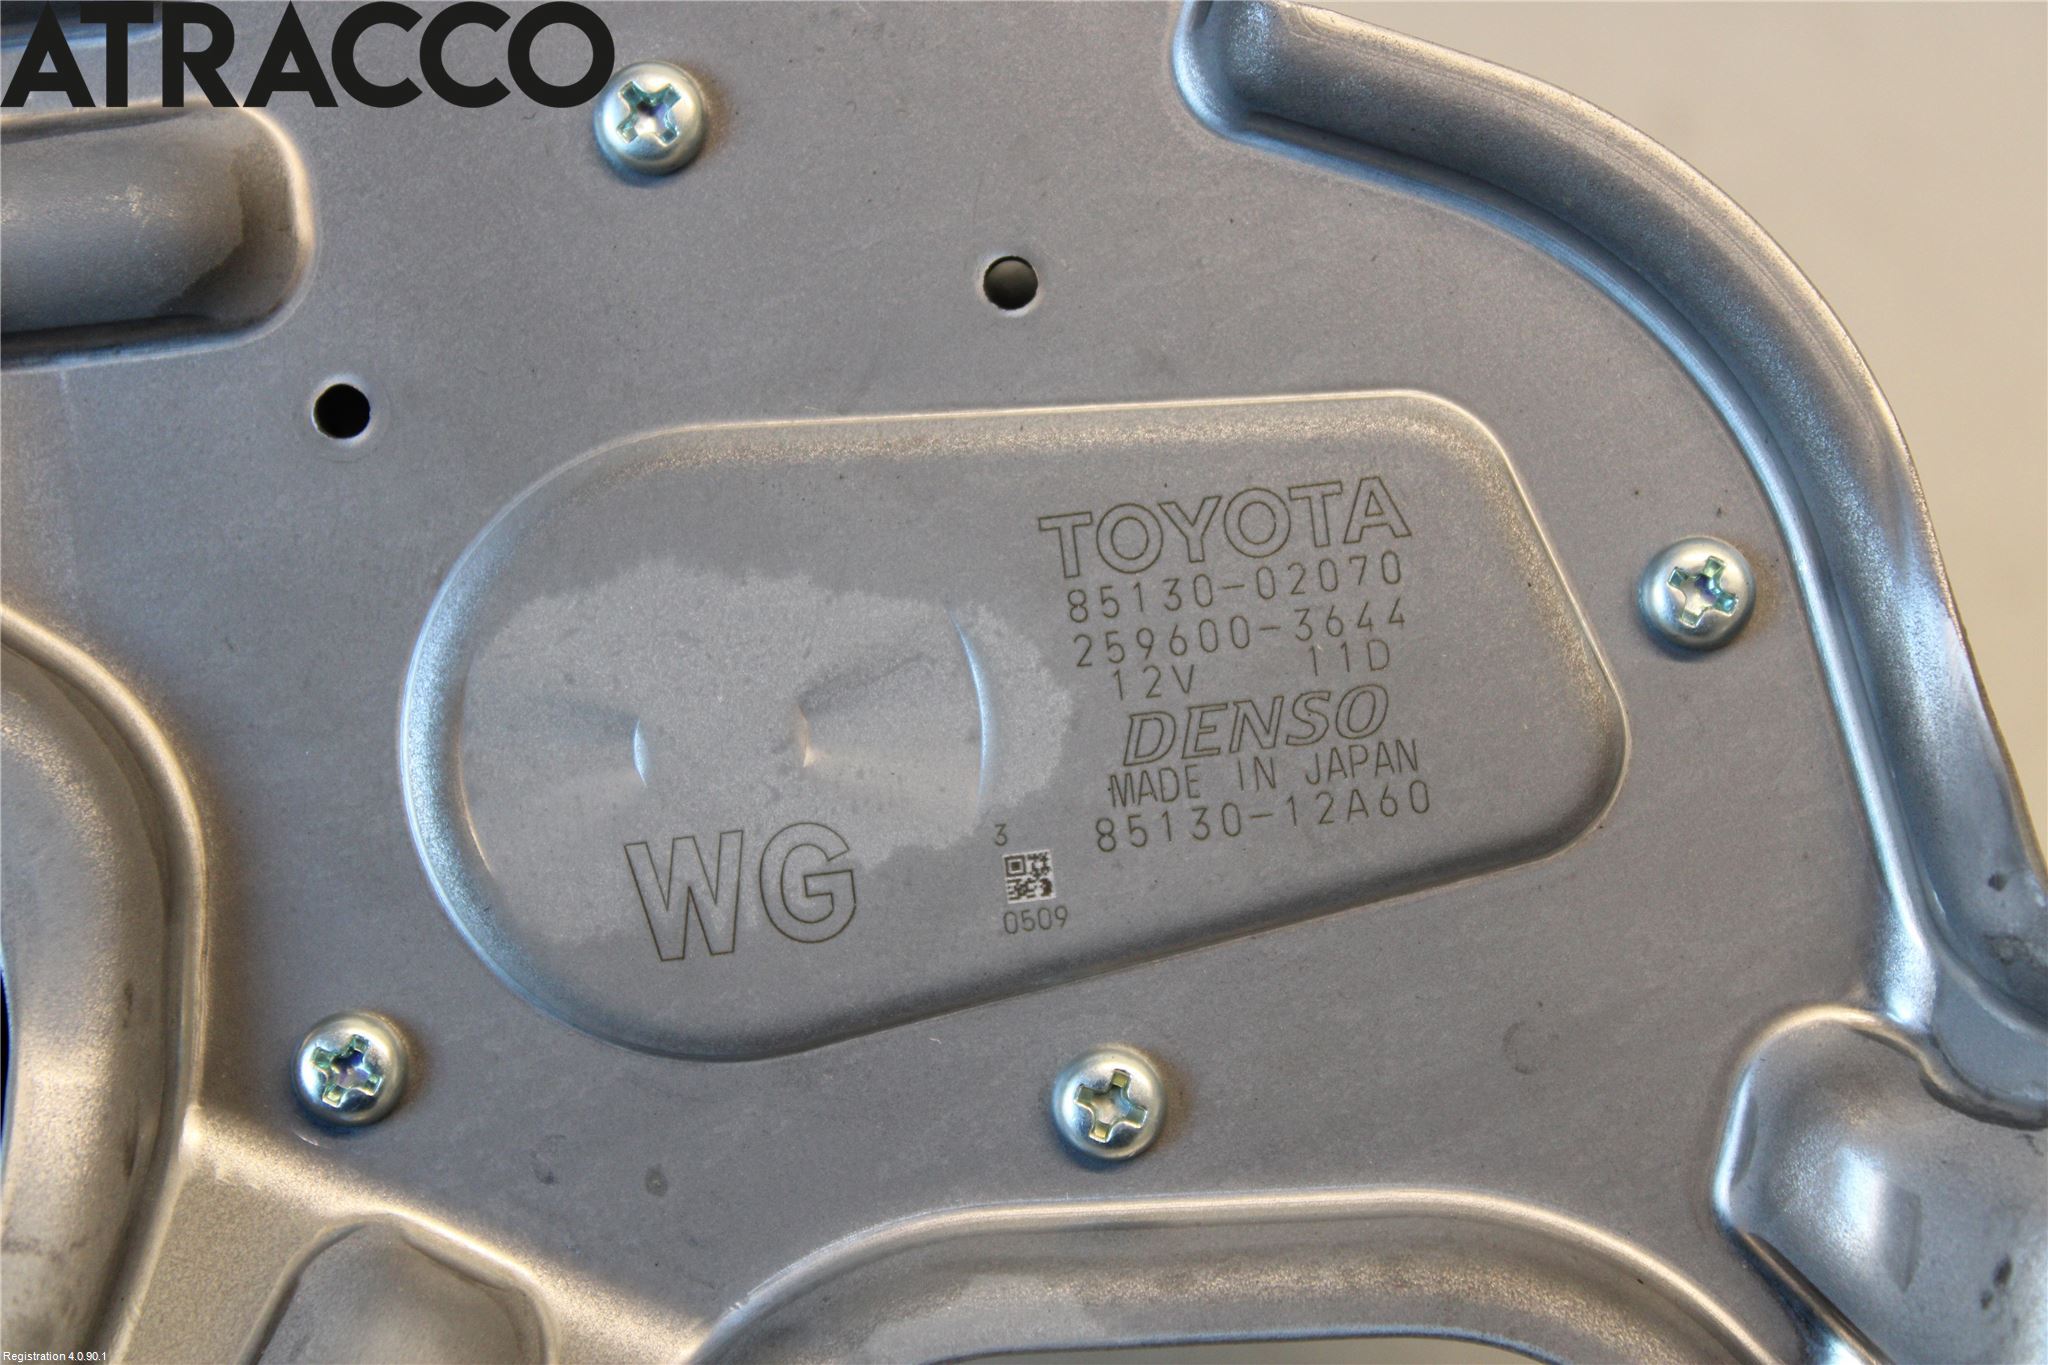 ATRACCO
TOYOTA
85130-02070
259600-3644
12V 11D
DENSO
MADE IN JAPAN
85130-12A60
WG
3
0509
Registration 4.0.90.1